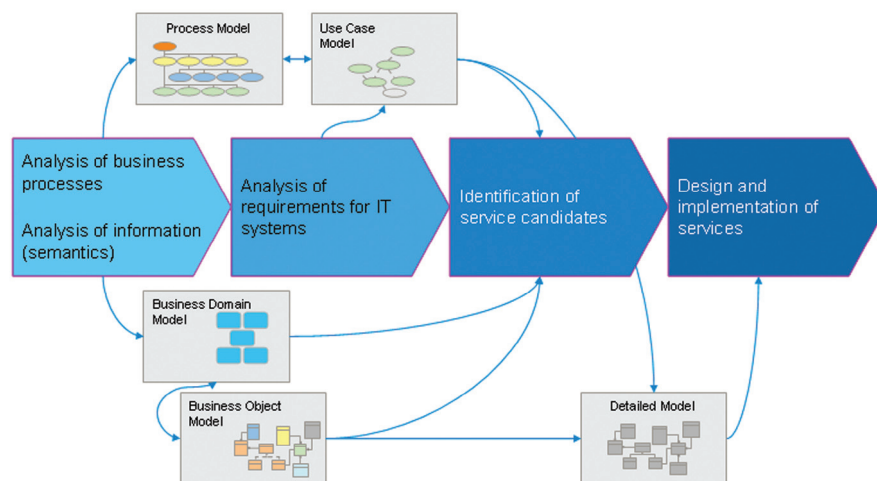 Process Model
Use Case
Model
Analysis of business
processes
Analysis of information
(semantics)
Analysis of
requirements for IT
systems
Identification of
service candidates
Design and
implementation of
services
Business Domain
Model
Business Object
Model
Detailed Model